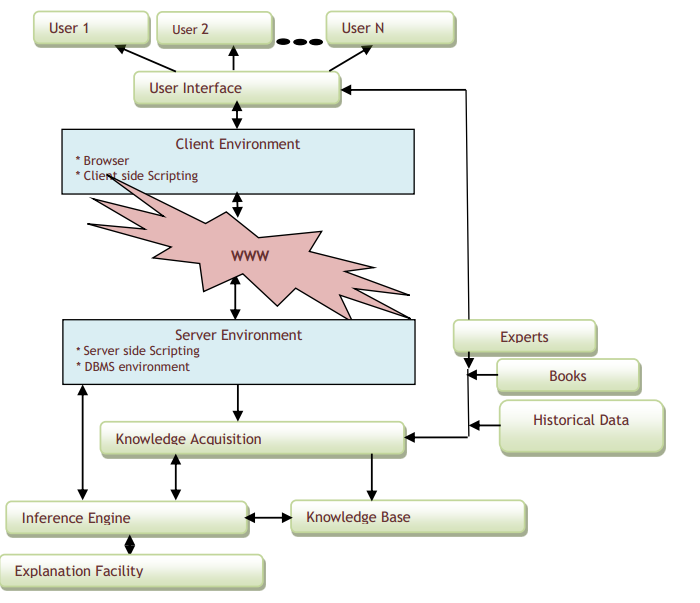 User 1
User 2
User N
User Interface
Client Environment
* Browser
* Client side Scripting
WWW
Server Environment
* Server side Scripting
* DBMS environment
Experts
Books
Historical Data
Knowledge Acquisition
Inference Engine
Knowledge Base
Explanation Facility